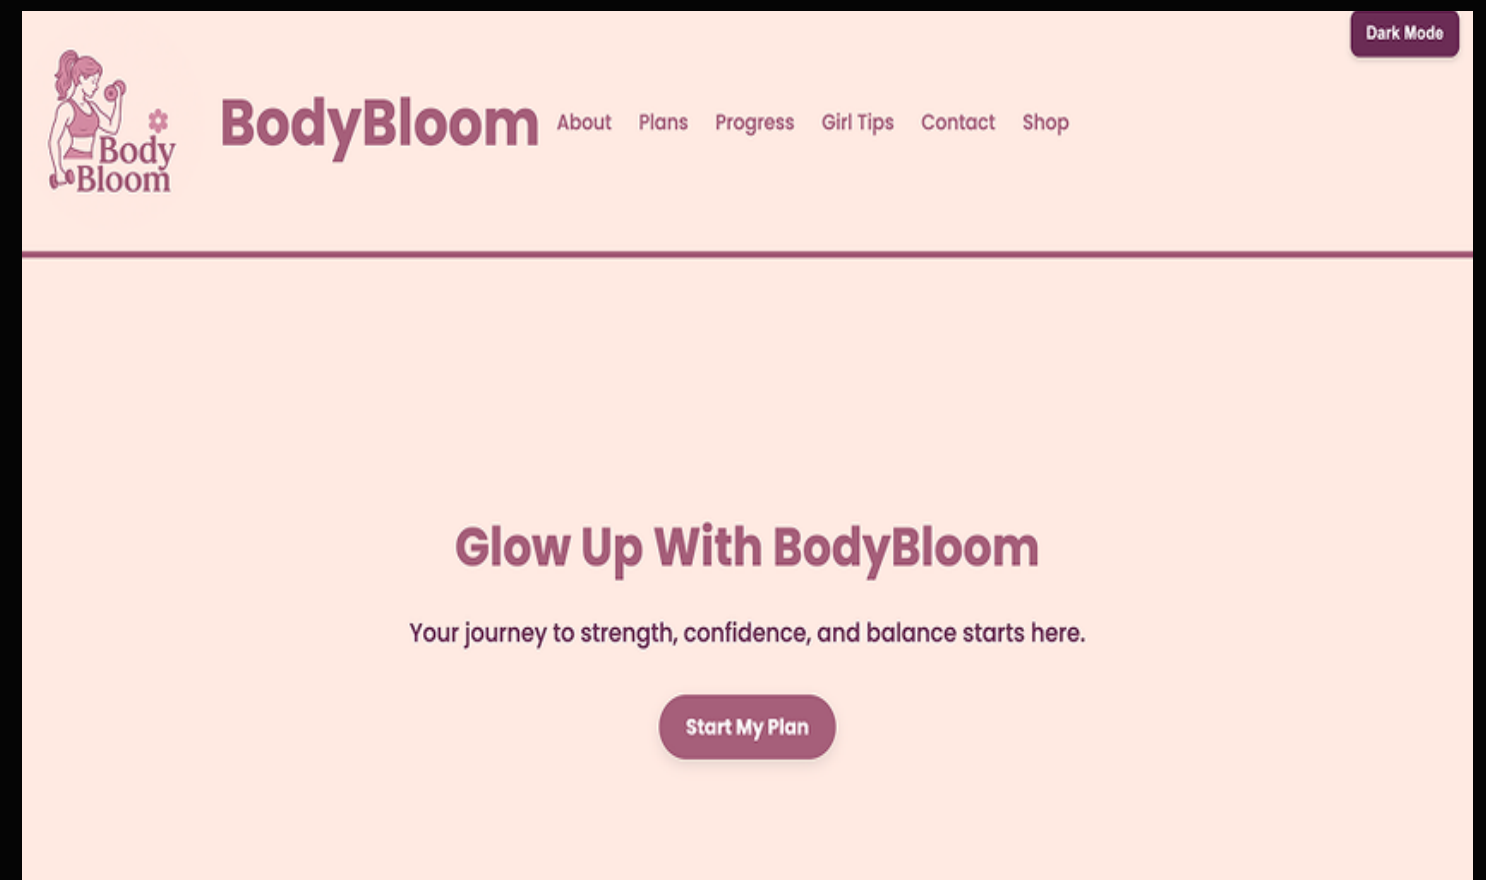 Dark Mode
Body
Bloom
BodyBloom About Plans Progress Girl Tips Contact Shop
Glow Up With BodyBloom
Your journey to strength, confidence, and balance starts here.
Start My Plan